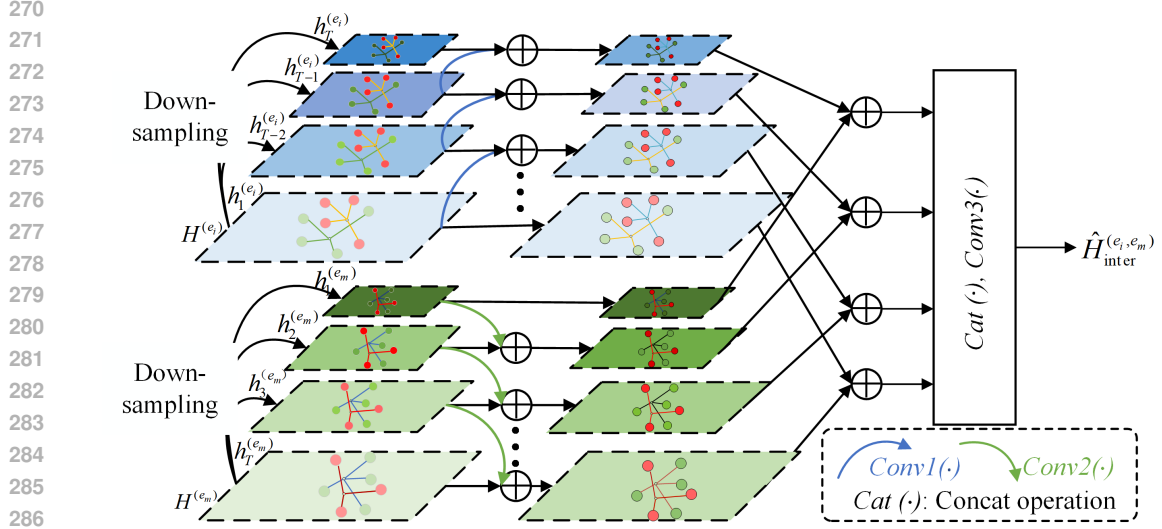 270
271
272
273
274
275
276
277
278
279
280
281
282
283
284
285
286
h_T^{(e_i)}
h_{T-1}^{(e_i)}
Down-
sampling
h_{T-2}^{(e_i)}
h_1^{(e_i)}
H^{(e_i)}
h_1^{(e_m)}
h_2^{(e_m)}
Down-
sampling
h_3^{(e_m)}
h_T^{(e_m)}
H^{(e_m)}
Cat (·), Conv3(·)
Ĥ_{inter}^{(e_i, e_m)}
Conv1(·)
Conv2(·)
Cat (·): Concat operation